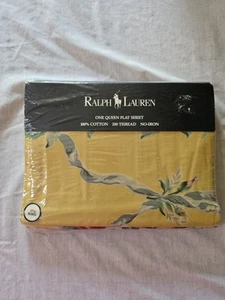 RALPH LAUREN
ONE QUEEN FLAT SHEET
100% COTTON 200 THREAD NO-IRON